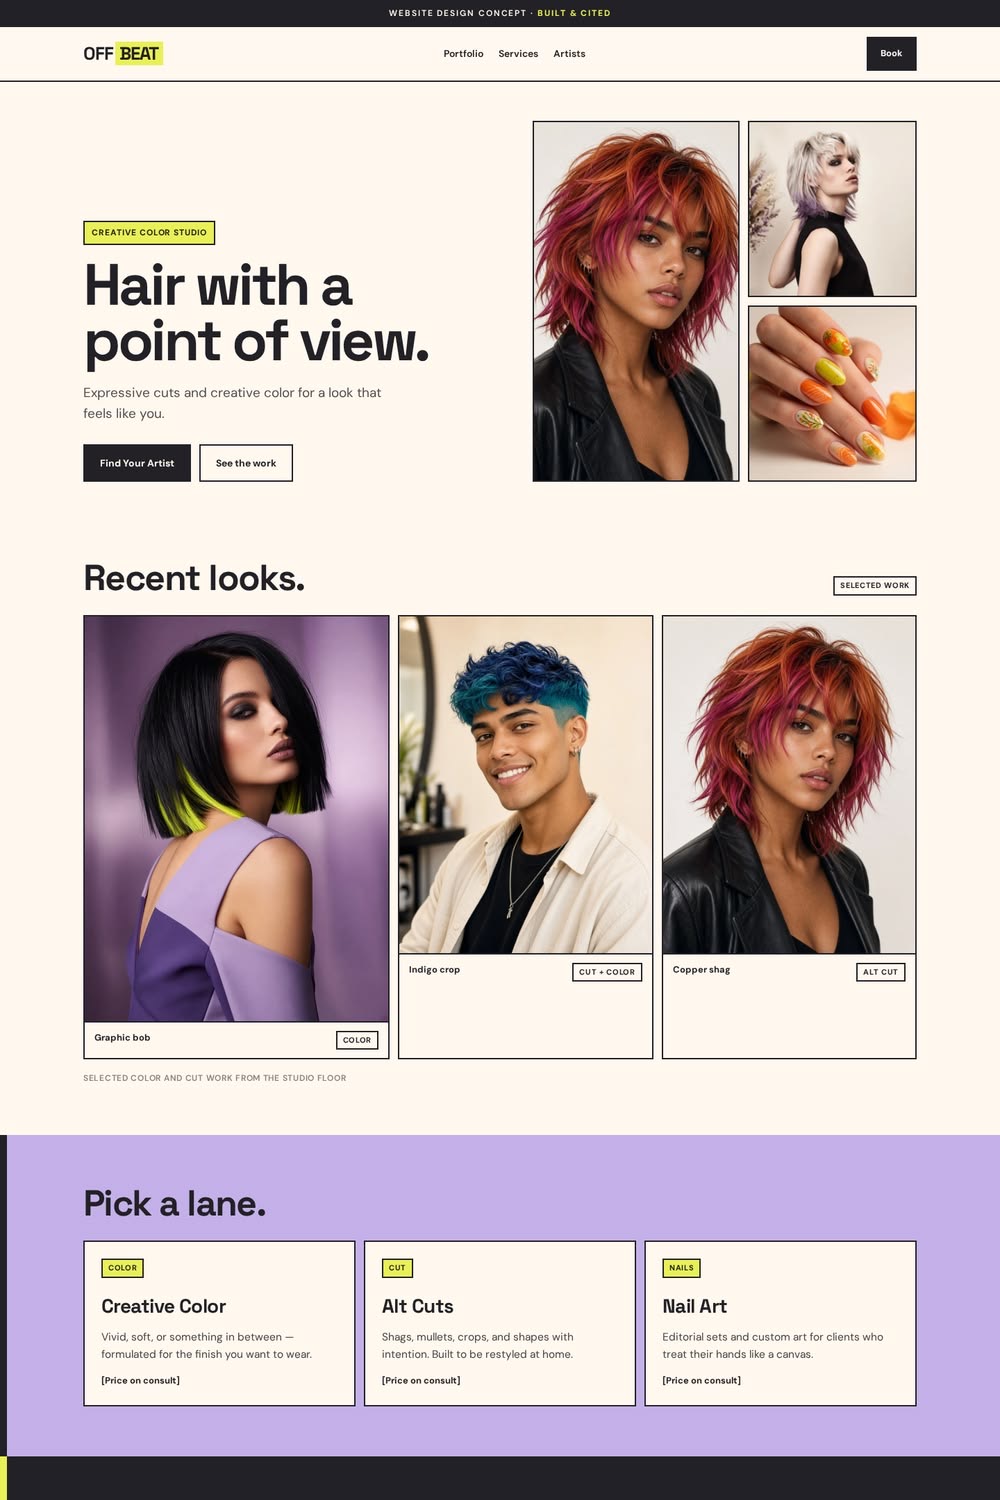 WEBSITE DESIGN CONCEPT · BUILT & CITED
OFF BEAT
Portfolio Services Artists
Book
CREATIVE COLOR STUDIO
Hair with a
point of view.
Expressive cuts and creative color for a look that
feels like you.
Find Your Artist
See the work
Recent looks.
SELECTED WORK
Graphic bob
COLOR
Indigo crop
CUT + COLOR
Copper shag
ALT CUT
SELECTED COLOR AND CUT WORK FROM THE STUDIO FLOOR
Pick a lane.
COLOR
Creative Color
Vivid, soft, or something in between —
formulated for the finish you want to wear.
[Price on consult]
CUT
Alt Cuts
Shags, mullets, crops, and shapes with
intention. Built to be restyled at home.
[Price on consult]
NAILS
Nail Art
Editorial sets and custom art for clients who
treat their hands like a canvas.
[Price on consult]